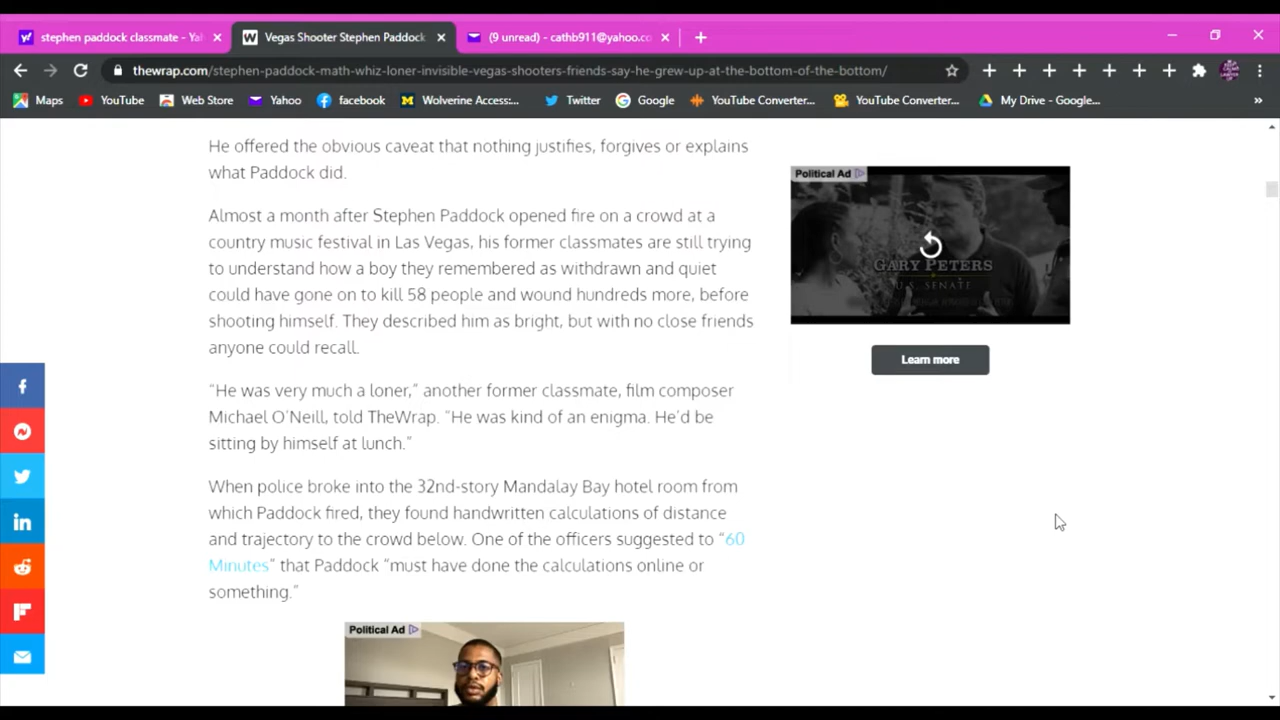 stephen paddock classmate - Ya
Vegas Shooter Stephen Paddock
(9 unread) - cathb911@yahoo.co
thewrap.com/stephen-paddock-math-whiz-loner-invisible-vegas-shooters-friends-say-he-grew-up-at-the-bottom-of-the-bottom/
Maps
YouTube
Web Store
Yahoo
facebook
Wolverine Access:...
Twitter
Google
YouTube Converter...
YouTube Converter...
My Drive - Google...
He offered the obvious caveat that nothing justifies, forgives or explains
what Paddock did.
Almost a month after Stephen Paddock opened fire on a crowd at a
country music festival in Las Vegas, his former classmates are still trying
to understand how a boy they remembered as withdrawn and quiet
could have gone on to kill 58 people and wound hundreds more, before
shooting himself. They described him as bright, but with no close friends
anyone could recall.
“He was very much a loner,” another former classmate, film composer
Michael O’Neill, told TheWrap. “He was kind of an enigma. He’d be
sitting by himself at lunch.”
When police broke into the 32nd-story Mandalay Bay hotel room from
which Paddock fired, they found handwritten calculations of distance
and trajectory to the crowd below. One of the officers suggested to “60
Minutes” that Paddock “must have done the calculations online or
something.”
Political Ad
GARY PETERS
U.S. SENATE
Learn more
Political Ad